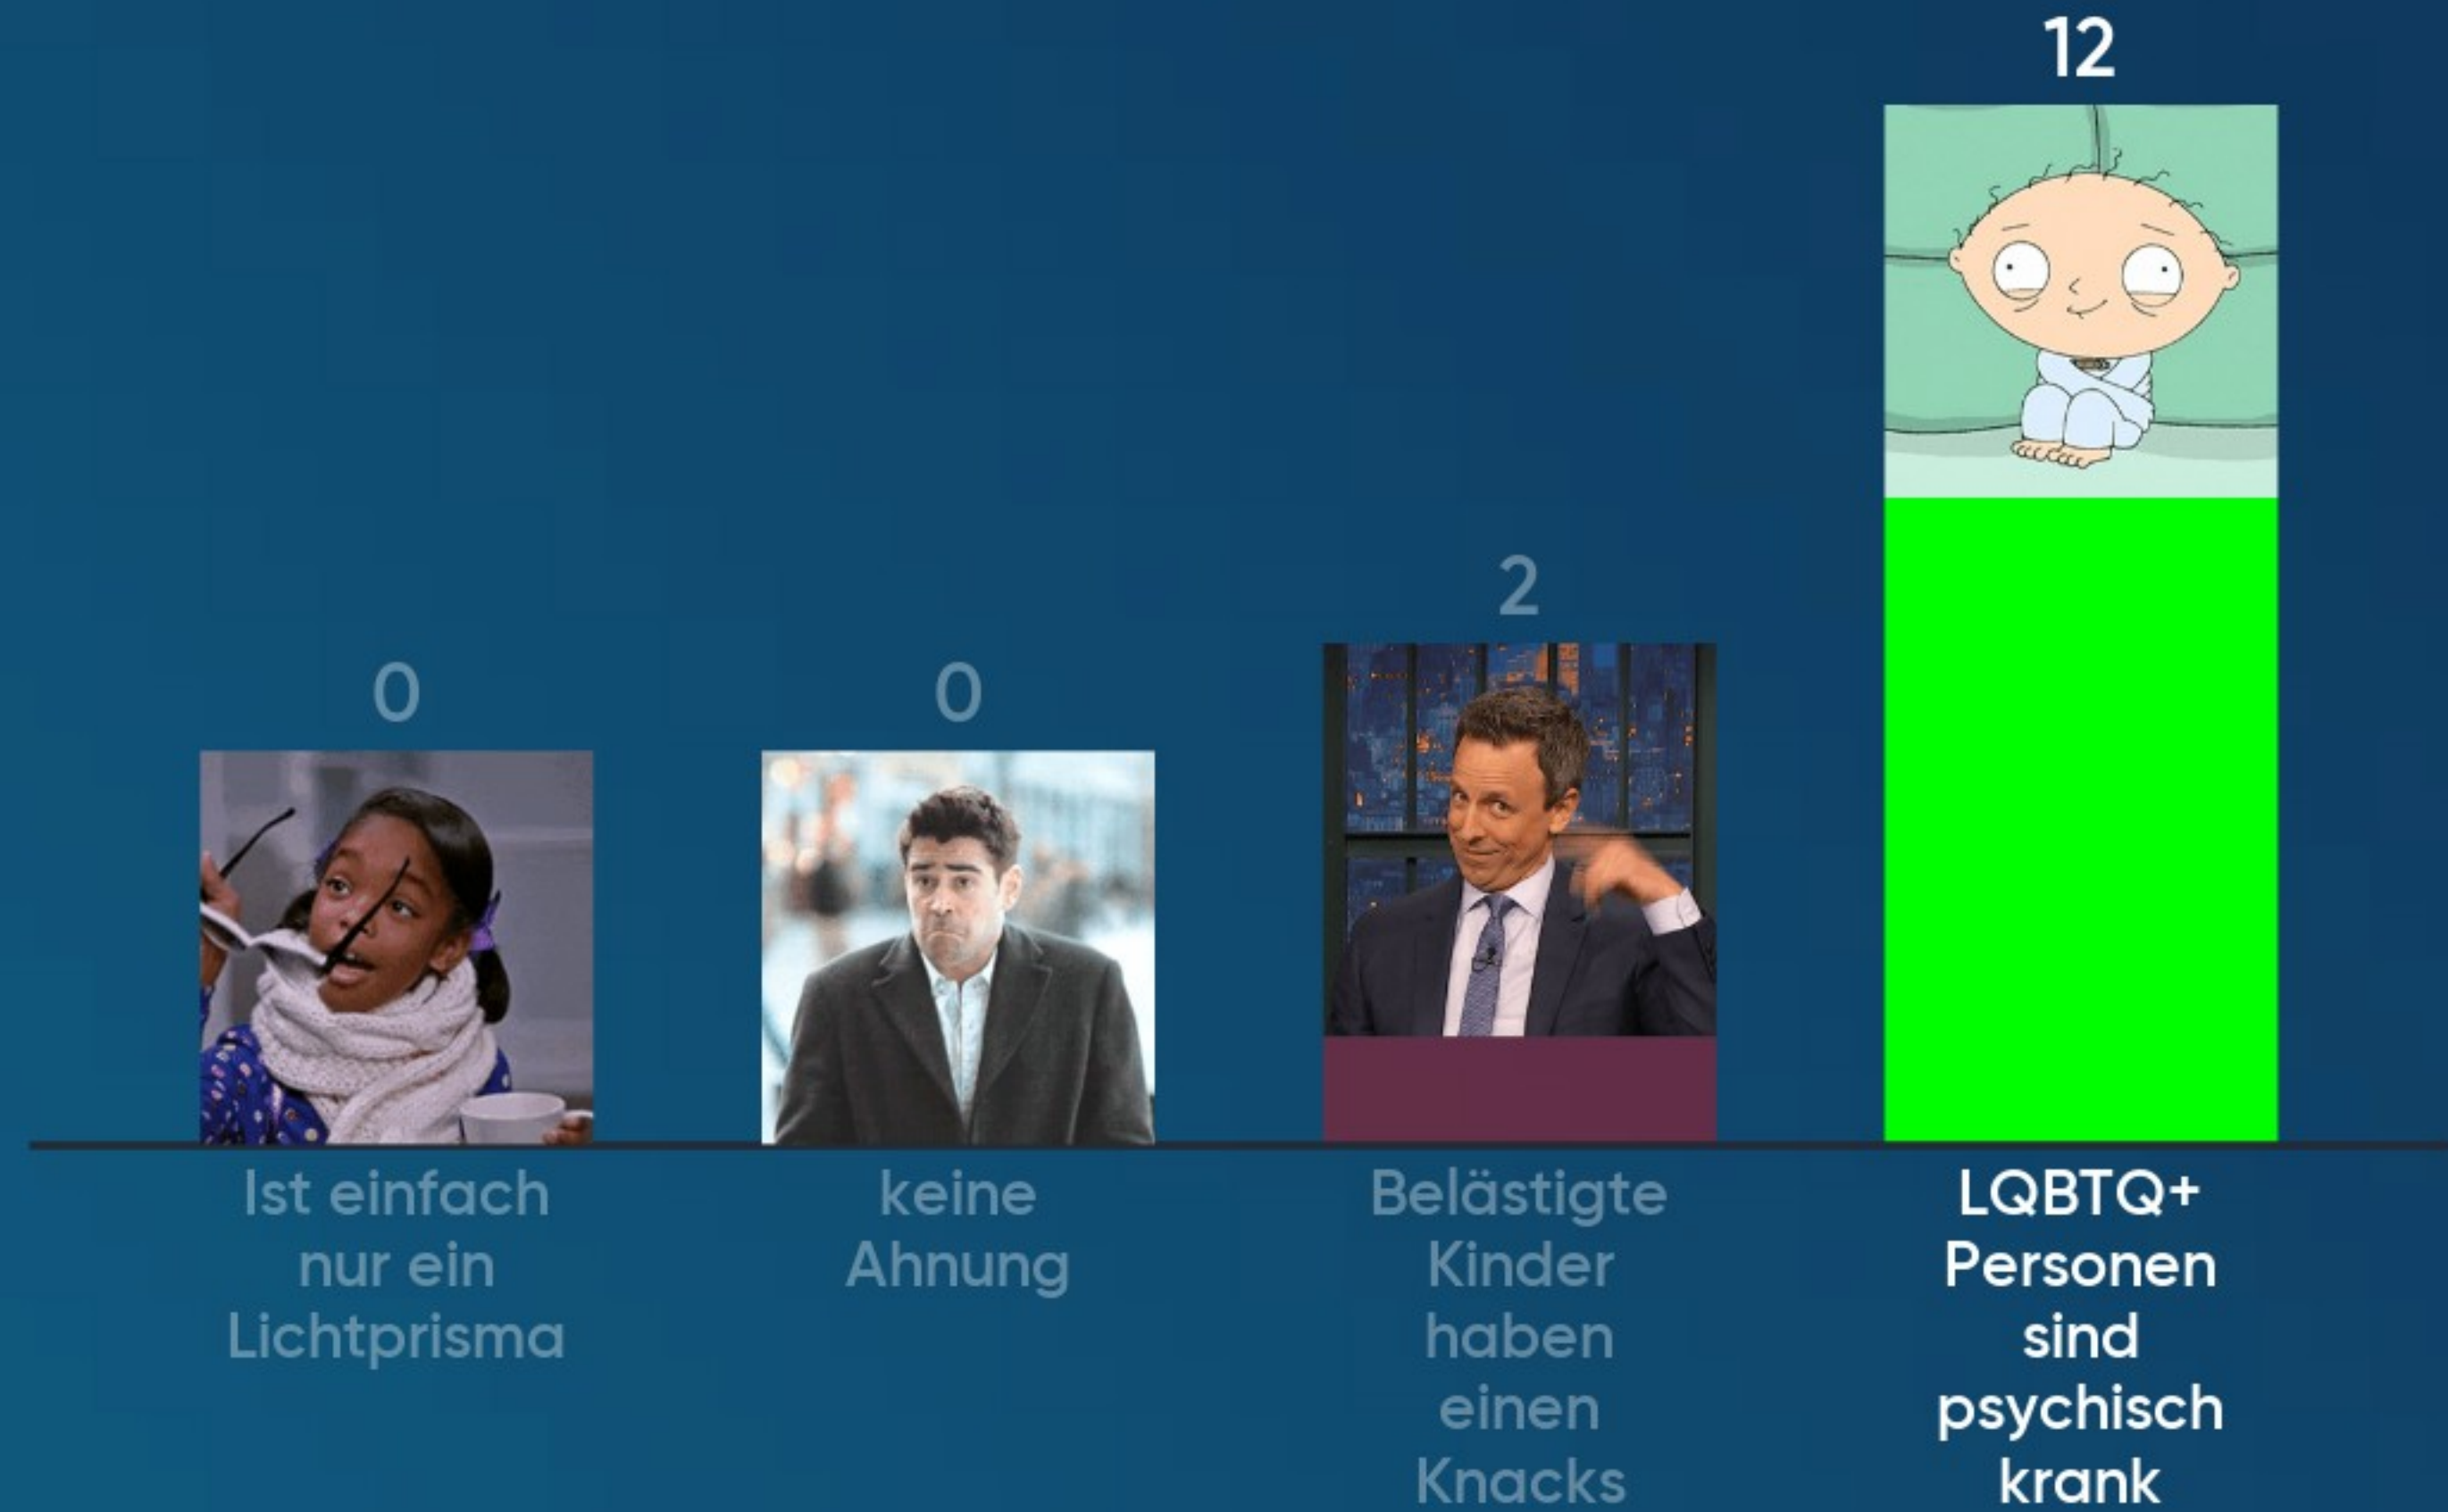 12
2
0
0
Ist einfach
nur ein
Lichtprisma
keine
Ahnung
Belästigte
Kinder
haben
einen
Knacks
LQBTQ+
Personen
sind
psychisch
krank